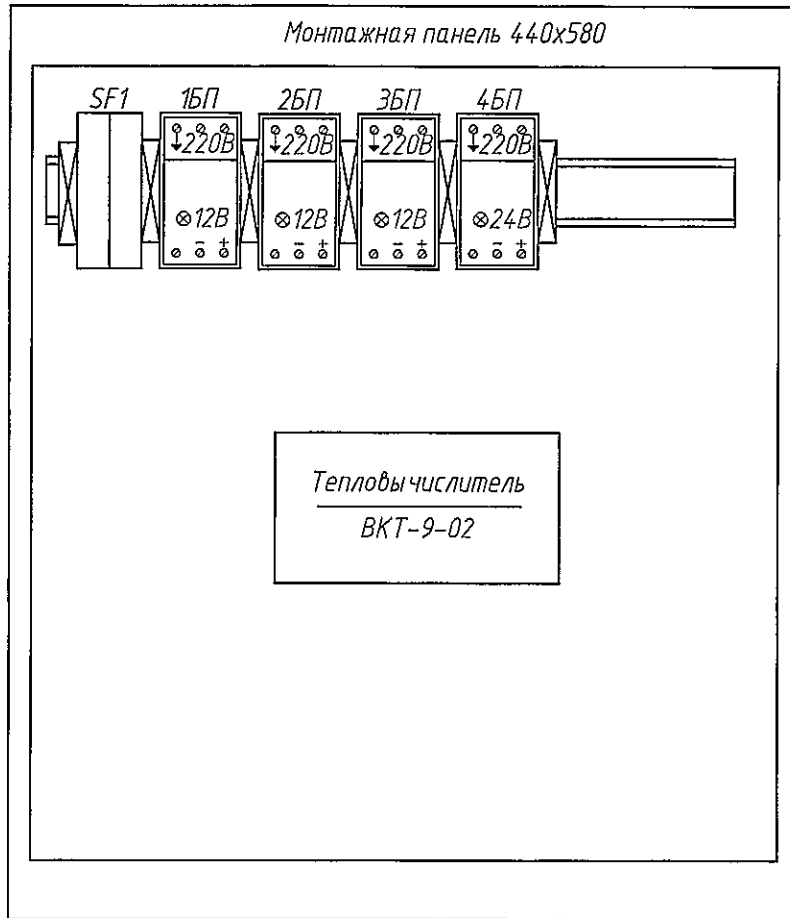 Монтажная панель 440х580
SF1 1БП 2БП 3БП 4БП
220В 220В 220В 220В
12В 12В 12В 24В
- + - + - + - +
Тепловычислитель
ВКТ-9-02